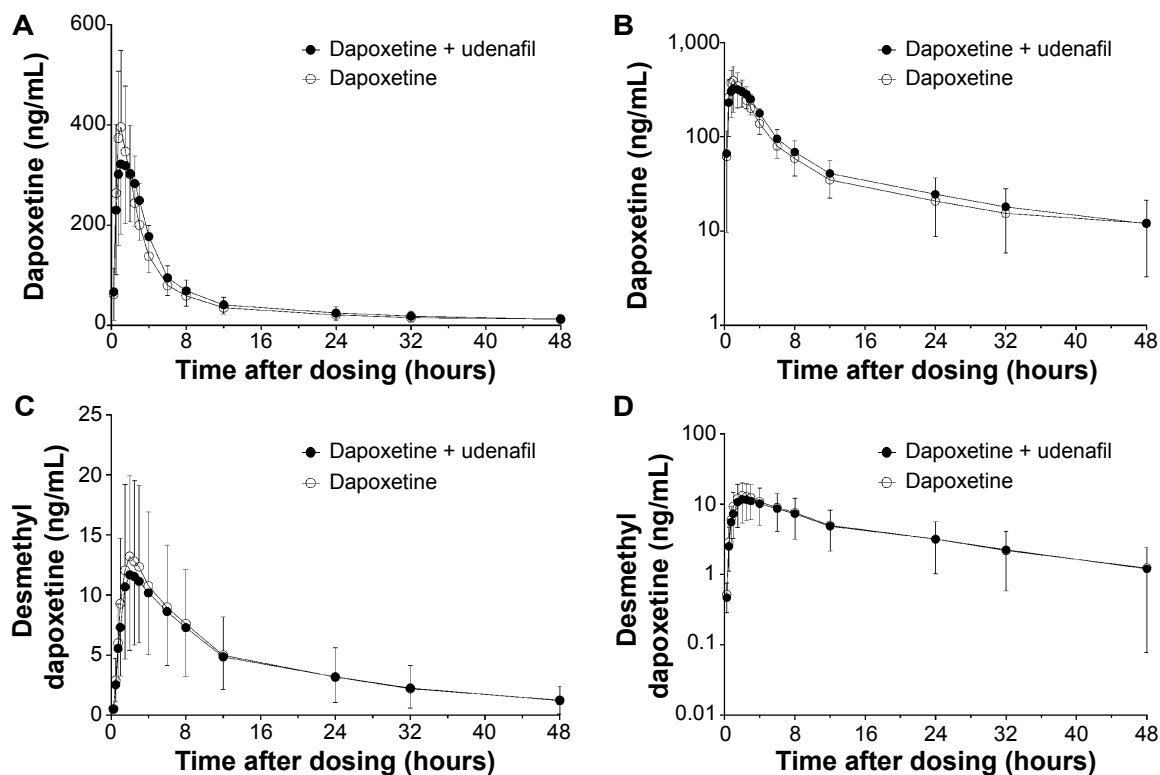 A
Dapoxetine (ng/mL)
600
400
200
0
Dapoxetine + udenafil
Dapoxetine
0 8 16 24 32 40 48
Time after dosing (hours)
B
Dapoxetine (ng/mL)
1,000
100
10
1
Dapoxetine + udenafil
Dapoxetine
0 8 16 24 32 40 48
Time after dosing (hours)
C
Desmethyl
dapoxetine (ng/mL)
25
20
15
10
5
0
Dapoxetine + udenafil
Dapoxetine
0 8 16 24 32 40 48
Time after dosing (hours)
D
Desmethyl
dapoxetine (ng/mL)
100
10
1
0.1
0.01
Dapoxetine + udenafil
Dapoxetine
0 8 16 24 32 40 48
Time after dosing (hours)